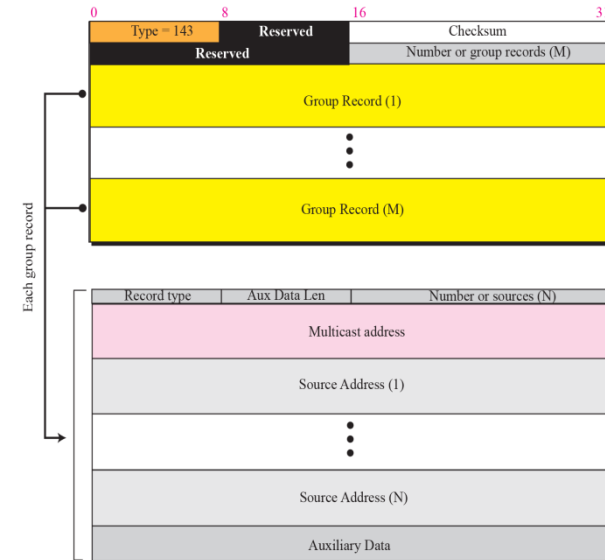 0 8 16 3
Type = 143 Reserved Checksum
Reserved Number or group records (M)
Group Record (1)
Group Record (M)
Each group record
Record type Aux Data Len Number or sources (N)
Multicast address
Source Address (1)
Source Address (N)
Auxiliary Data